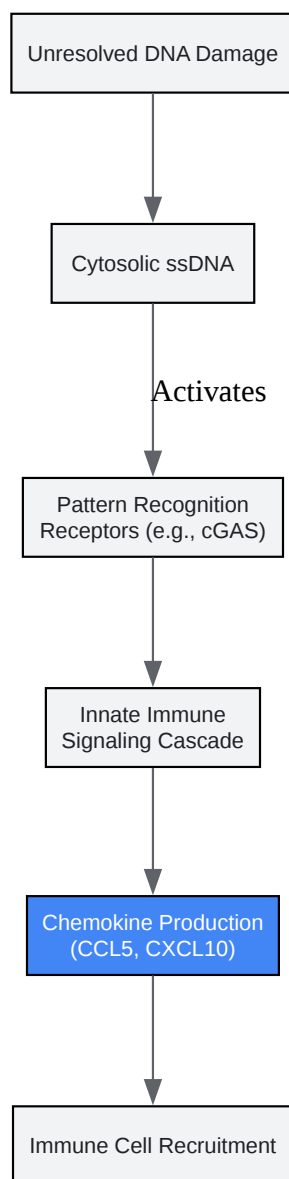 Unresolved DNA Damage
Cytosolic ssDNA
Activates
Pattern Recognition
Receptors (e.g., cGAS)
Innate Immune
Signaling Cascade
Chemokine Production
(CCL5, CXCL10)
Immune Cell Recruitment